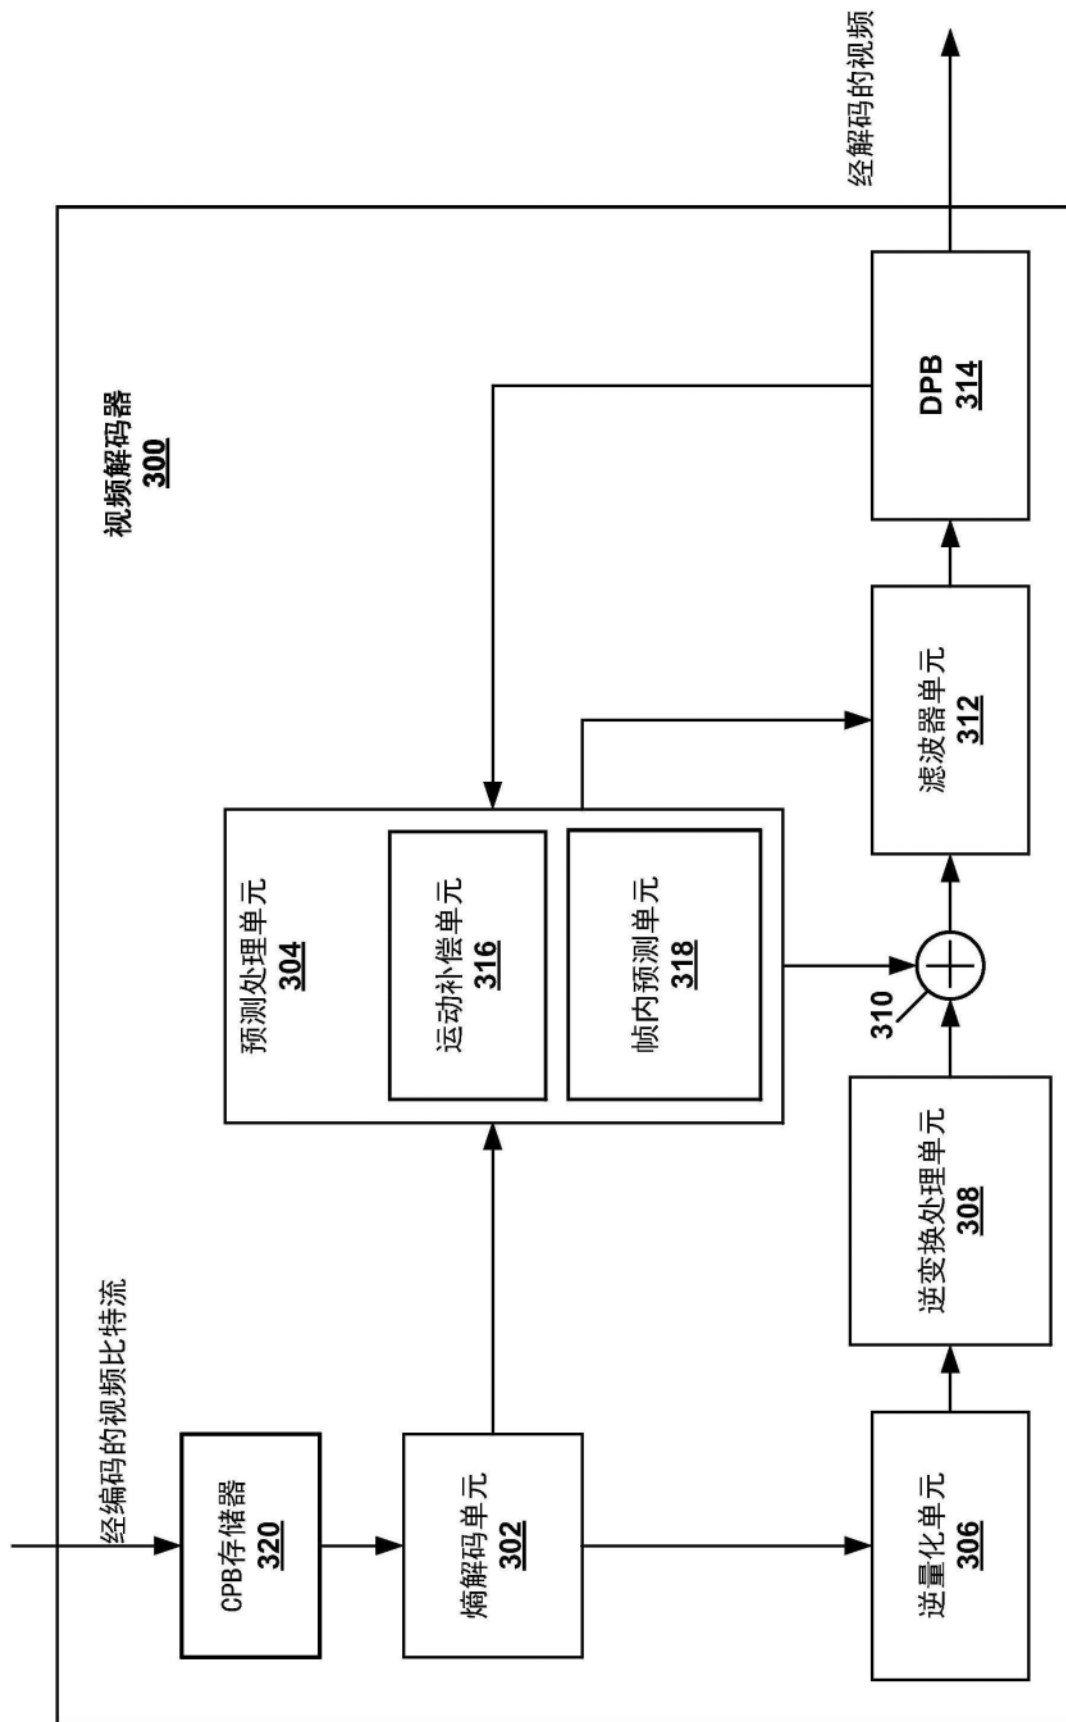 经编码的视频比特流
视频解码器
300
CPB存储器
320
熵解码单元
302
预测处理单元
304
运动补偿单元
316
帧内预测单元
318
逆量化单元
306
逆变换处理单元
308
310
滤波器单元
312
DPB
314
经解码的视频